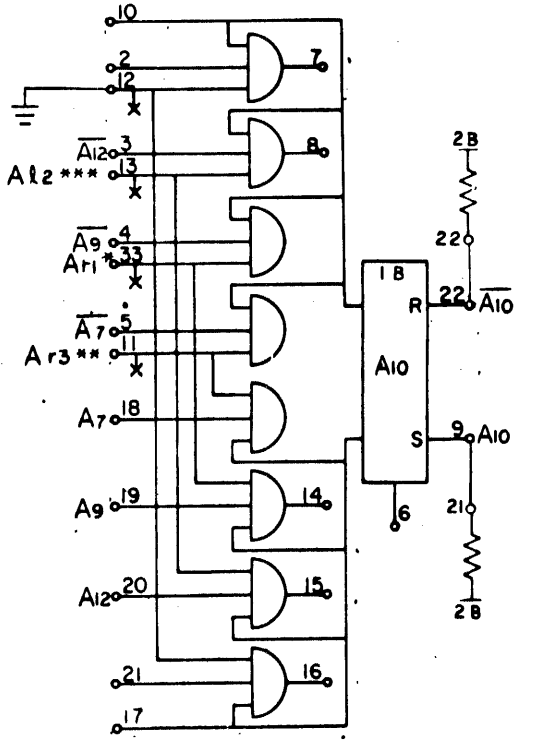 10
2
7
12
A̅1̅2̅ 3
8
Al2*** 13
A̅9̅ 4
Ar1* 33
A̅7̅ 5
Ar3** 11
A7 18
A9 19
14
A12 20
15
21
16
17
1B
R
A10
S
6
2B
22
22 A̅1̅0̅
9 A10
21
2B